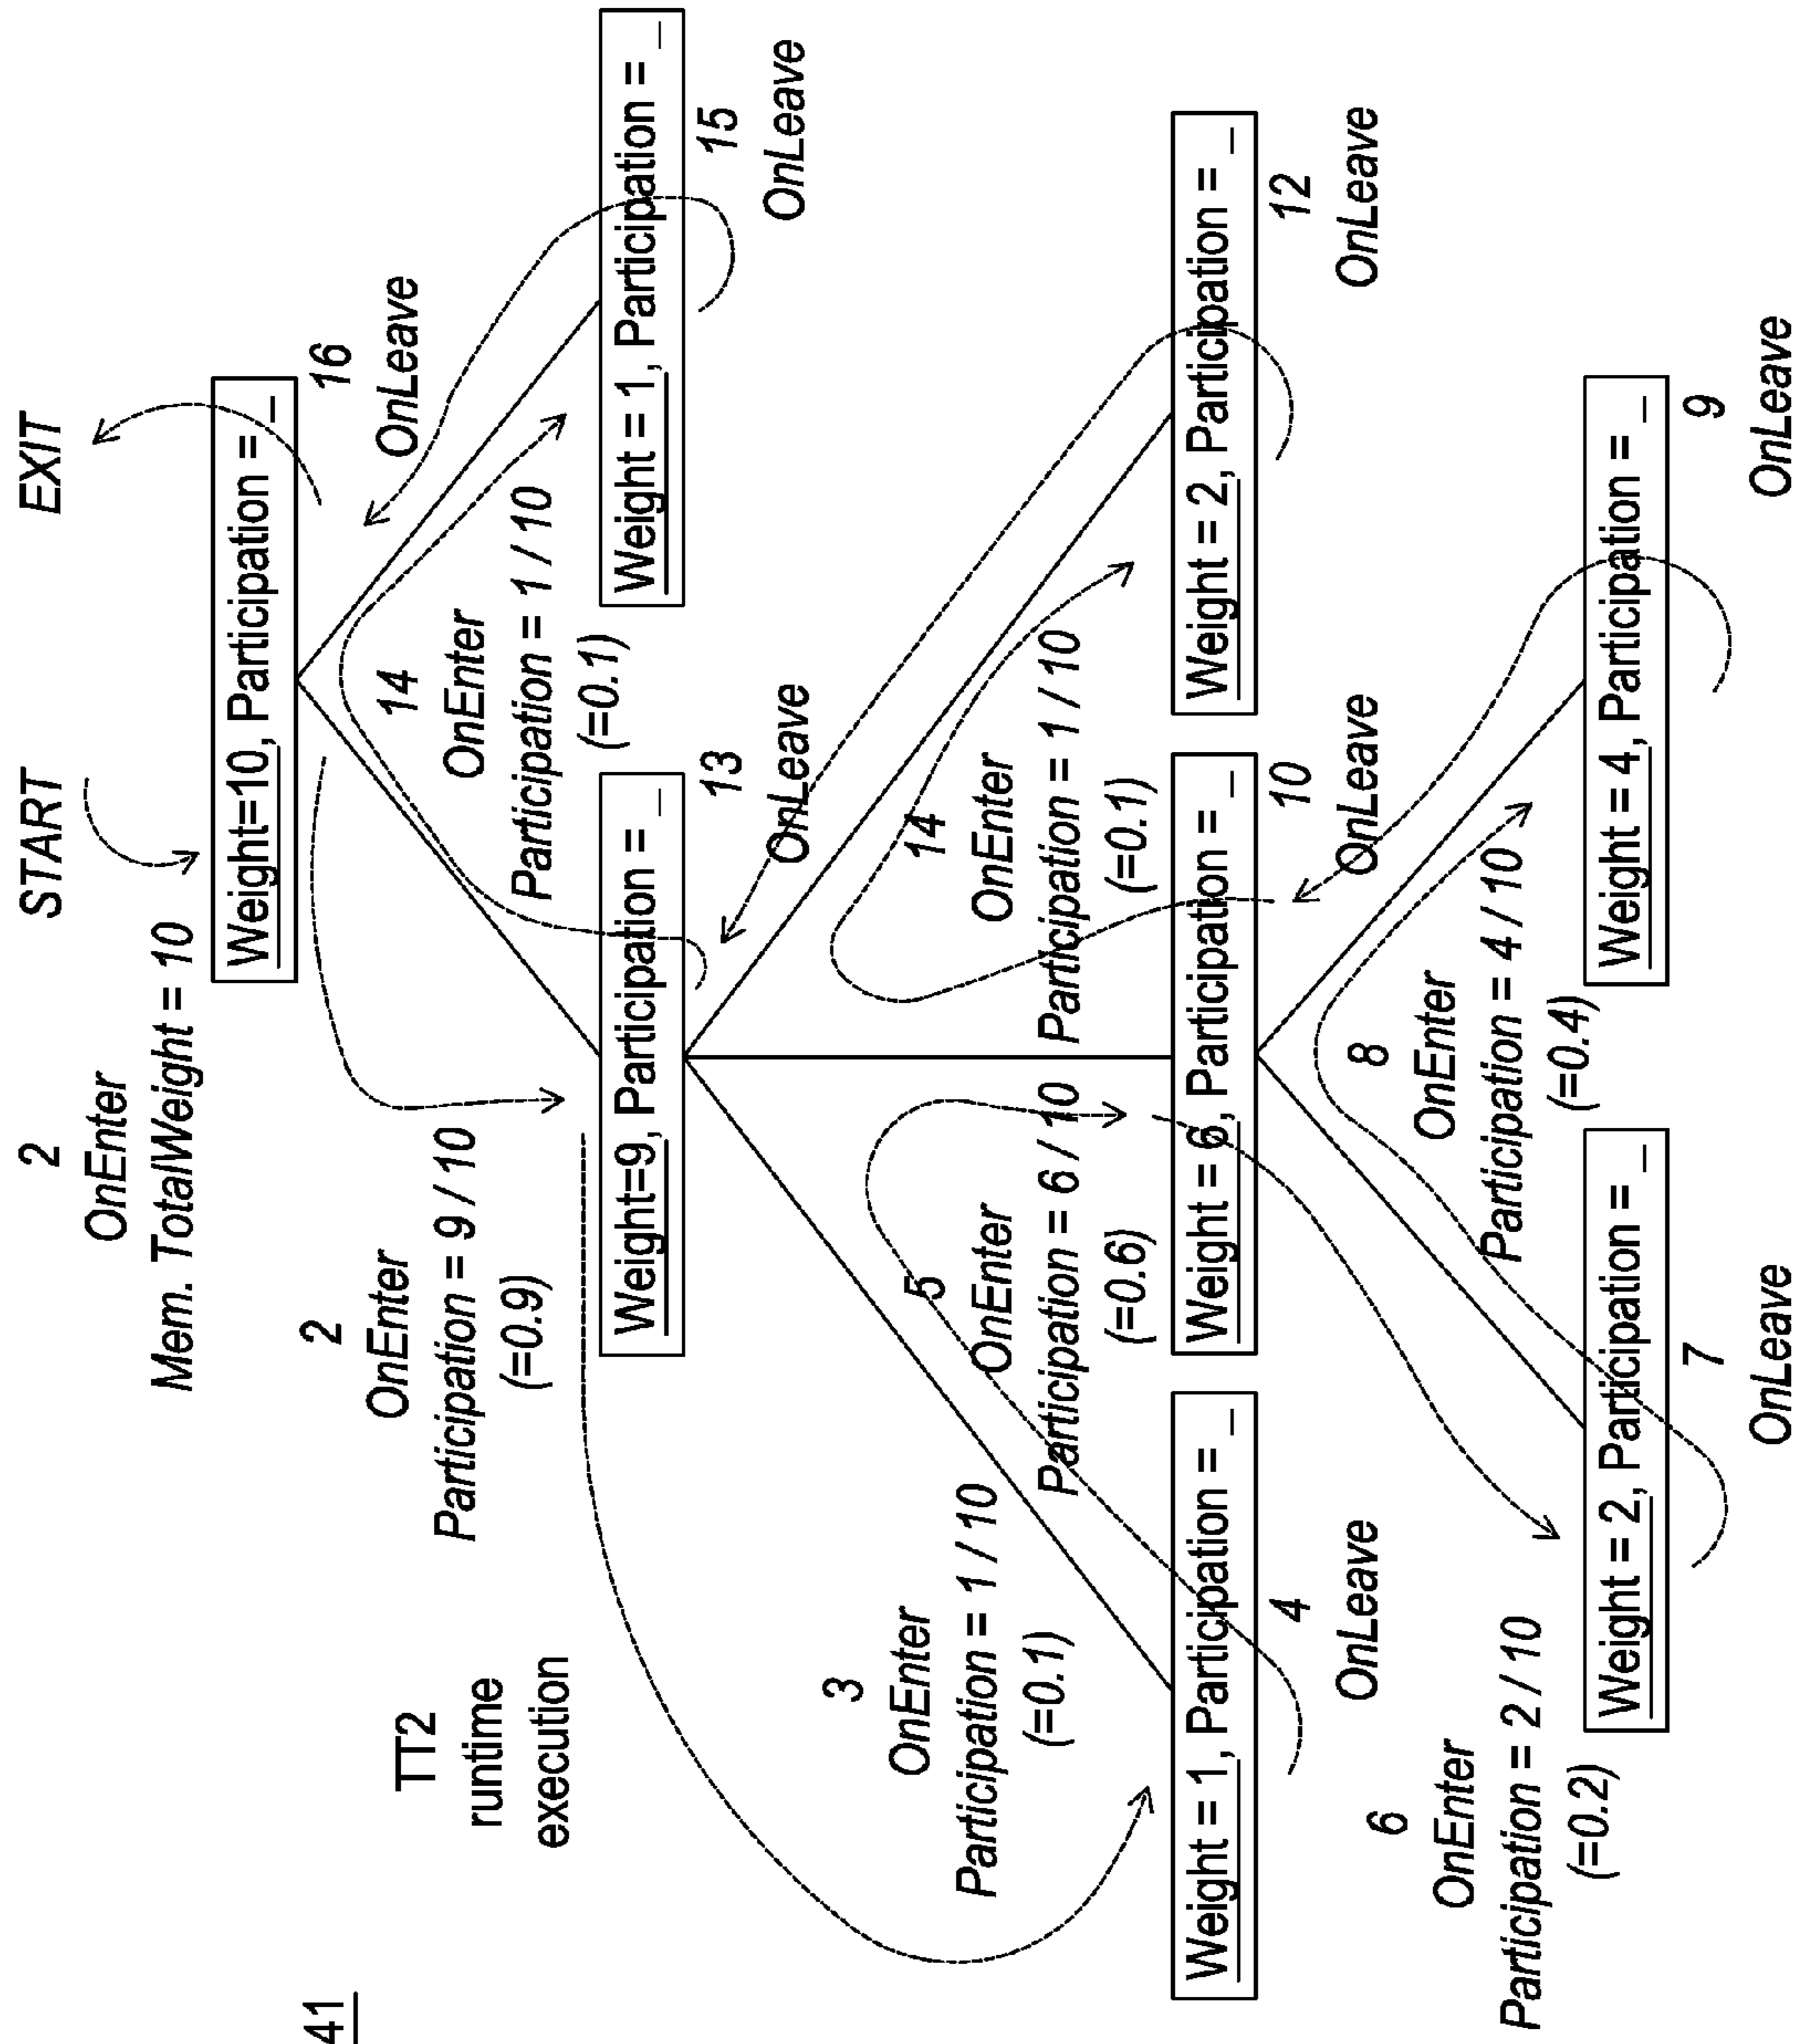 START
EXIT
2
OnEnter
Mem. TotalWeight = 10
Weight=10, Participation = _
16
OnLeave
41
TT2
runtime
execution
2
OnEnter
Participation = 9 / 10
(=0.9)
14
OnEnter
Participation = 1 / 10
(=0.1)
Weight=9, Participation = _
13
OnLeave
Weight = 1, Participation = _
15
OnLeave
3
OnEnter
Participation = 1 / 10
(=0.1)
5
OnEnter
Participation = 6 / 10
(=0.6)
14
OnEnter
Participation = 1 / 10
(=0.1)
Weight = 1, Participation = _
4
OnLeave
Weight = 6, Participation = _
10
OnLeave
Weight = 2, Participation = _
12
OnLeave
6
OnEnter
Participation = 2 / 10
(=0.2)
8
OnEnter
Participation = 4 / 10
(=0.4)
Weight = 2, Participation = _
7
OnLeave
Weight = 4, Participation = _
9
OnLeave